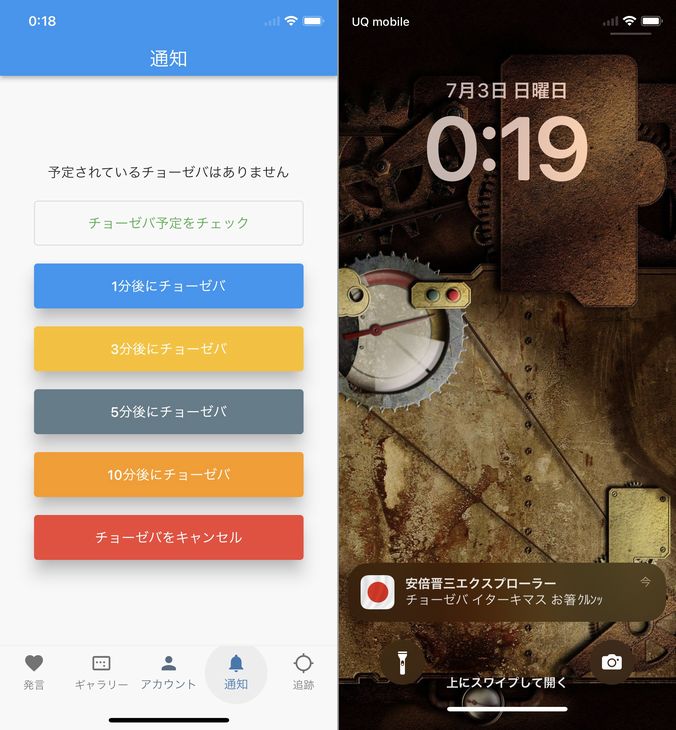 0:18
通知
予定されているチョーゼバはありません
チョーゼバ予定をチェック
1分後にチョーゼバ
3分後にチョーゼバ
5分後にチョーゼバ
10分後にチョーゼバ
チョーゼバをキャンセル
発言
ギャラリー
アカウント
通知
追跡
UQ mobile
7月3日 日曜日
0:19
安倍晋三エクスプローラー
今
チョーゼバ イターキマス お箸ｸﾙﾝｯ
上にスワイプして開く